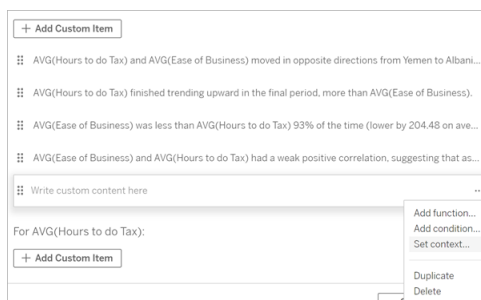 + Add Custom Item
AVG(Hours to do Tax) and AVG(Ease of Business) moved in opposite directions from Yemen to Albani...
AVG(Hours to do Tax) finished trending upward in the final period, more than AVG(Ease of Business).
AVG(Ease of Business) was less than AVG(Hours to do Tax) 93% of the time (lower by 204.48 on ave...
AVG(Ease of Business) and AVG(Hours to do Tax) had a weak positive correlation, suggesting that as...
Write custom content here
Add function...
Add condition...
For AVG(Hours to do Tax):
Set context...
+ Add Custom Item
Duplicate
Delete